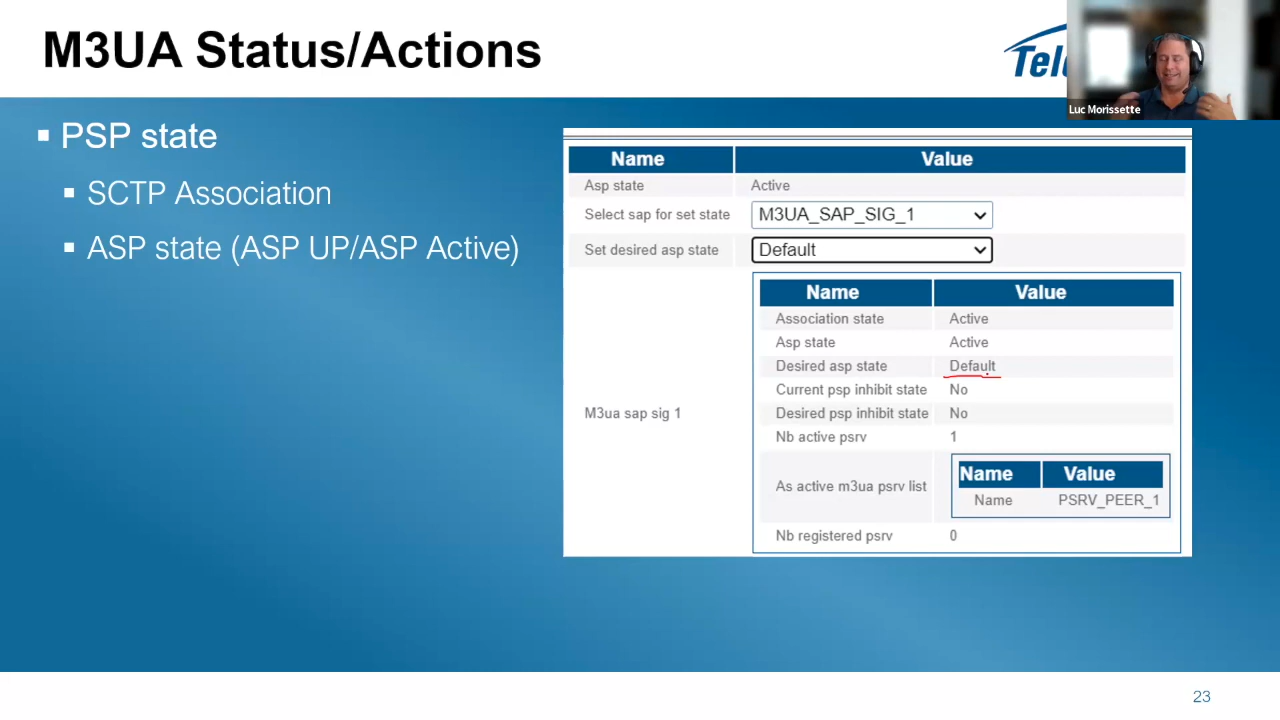 M3UA Status/Actions
Luc Morissette
PSP state
SCTP Association
ASP state (ASP UP/ASP Active)
Name Value
Asp state Active
Select sap for set state M3UA_SAP_SIG_1
Set desired asp state Default
M3ua sap sig 1
Name Value
Association state Active
Asp state Active
Desired asp state Default
Current psp inhibit state No
Desired psp inhibit state No
Nb active psrv 1
As active m3ua psrv list
Name Value
Name PSRV_PEER_1
Nb registered psrv 0
23